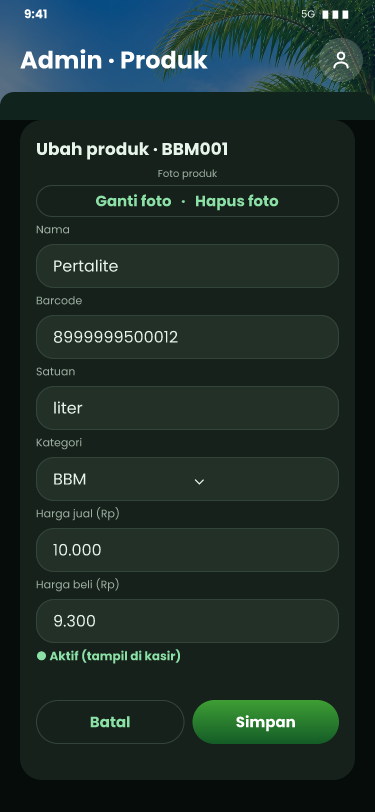 9:41
5G
Admin · Produk
Ubah produk · BBM001
Foto produk
Ganti foto · Hapus foto
Nama
Pertalite
Barcode
8999999500012
Satuan
liter
Kategori
BBM
Harga jual (Rp)
10.000
Harga beli (Rp)
9.300
Aktif (tampil di kasir)
Batal
Simpan